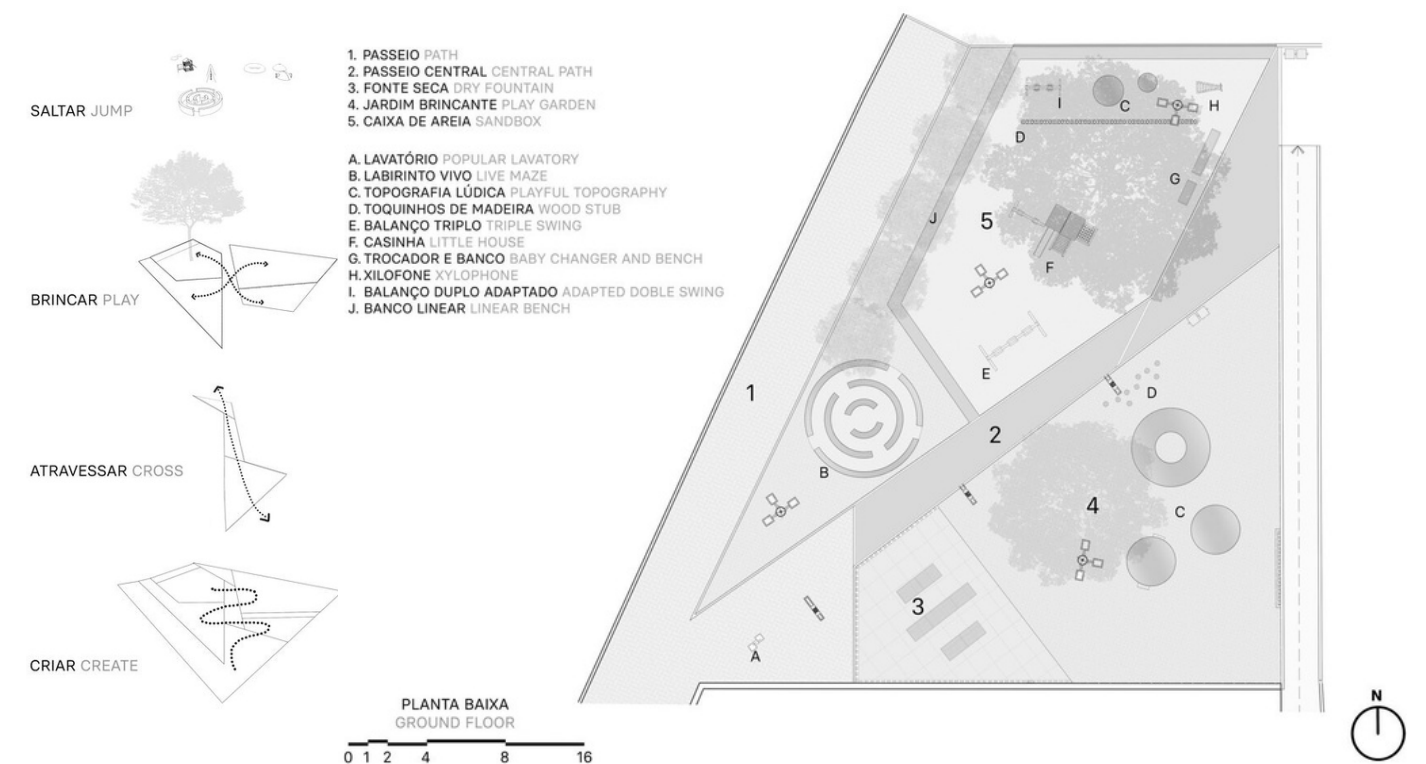 SALTAR JUMP
BRINCAR PLAY
ATRAVESSAR CROSS
CRIAR CREATE
1. PASSEIO PATH
2. PASSEIO CENTRAL CENTRAL PATH
3. FONTE SECA DRY FOUNTAIN
4. JARDIM BRINCANTE PLAY GARDEN
5. CAIXA DE AREIA SANDBOX
A. LAVATÓRIO POPULAR LAVATORY
B. LABIRINTO VIVO LIVE MAZE
C. TOPOGRAFIA LÚDICA PLAYFUL TOPOGRAPHY
D. TOQUINHOS DE MADEIRA WOOD STUB
E. BALANÇO TRIPLO TRIPLE SWING
F. CASINHA LITTLE HOUSE
G. TROCADOR E BANCO BABY CHANGER AND BENCH
H. XILOFONE XYLOPHONE
I. BALANÇO DUPLO ADAPTADO ADAPTED DOBLE SWING
J. BANCO LINEAR LINEAR BENCH
PLANTA BAIXA
GROUND FLOOR
0 1 2 4 8 16
I
C
H
D
G
J
5
F
E
1
D
2
B
4
C
3
A
N